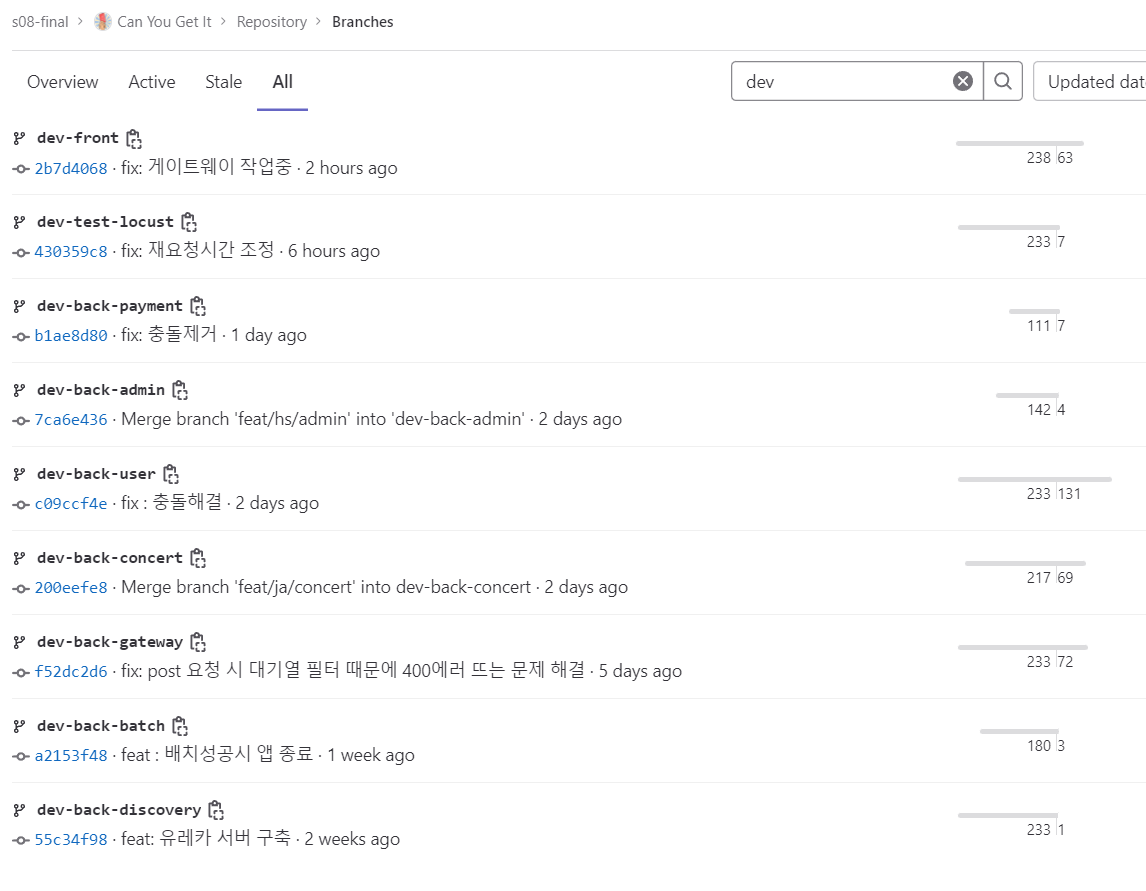 s08-final > Can You Get It > Repository > Branches
Overview Active Stale All dev Updated dat
dev-front
2b7d4068 · fix: 게이트웨이 작업중 · 2 hours ago 238 63
dev-test-locust
430359c8 · fix: 재요청시간 조정 · 6 hours ago 233 7
dev-back-payment
b1ae8d80 · fix: 충돌제거 · 1 day ago 111 7
dev-back-admin
7ca6e436 · Merge branch 'feat/hs/admin' into 'dev-back-admin' · 2 days ago 142 4
dev-back-user
c09ccf4e · fix : 충돌해결 · 2 days ago 233 131
dev-back-concert
200eefe8 · Merge branch 'feat/ja/concert' into dev-back-concert · 2 days ago 217 69
dev-back-gateway
f52dc2d6 · fix: post 요청 시 대기열 필터 때문에 400에러 뜨는 문제 해결 · 5 days ago 233 72
dev-back-batch
a2153f48 · feat : 배치성공시 앱 종료 · 1 week ago 180 3
dev-back-discovery
55c34f98 · feat: 유레카 서버 구축 · 2 weeks ago 233 1